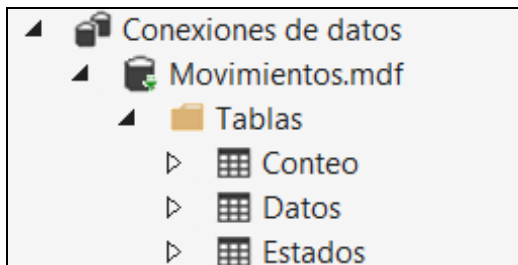 Conexiones de datos
Movimientos.mdf
Tablas
Conteo
Datos
Estados